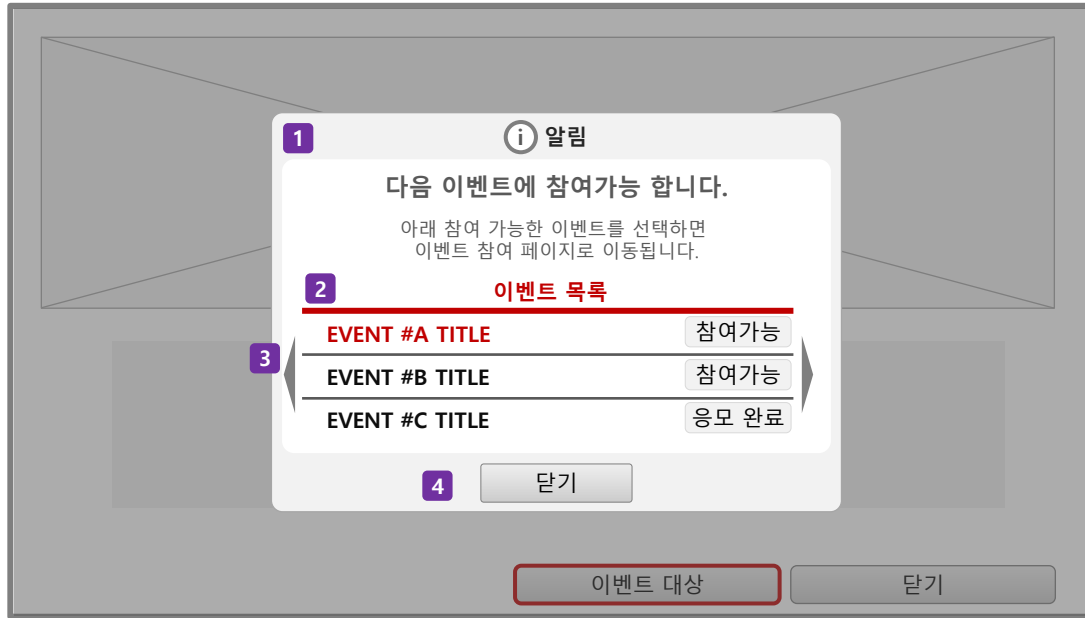 1
알림
다음 이벤트에 참여가능 합니다.
아래 참여 가능한 이벤트를 선택하면
이벤트 참여 페이지로 이동됩니다.
2
이벤트 목록
EVENT #A TITLE 참여가능
3
EVENT #B TITLE 참여가능
EVENT #C TITLE 응모 완료
4
닫기
이벤트 대상
닫기